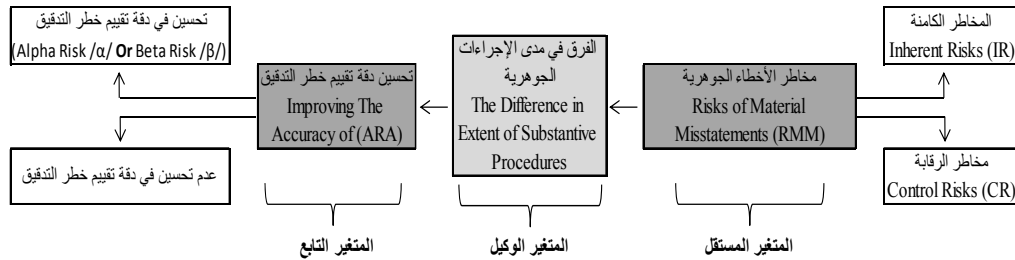 المخاطر الكامنة
Inherent Risks (IR)
مخاطر الرقابة
Control Risks (CR)
مخاطر الأخطاء الجوهرية
Risks of Material
Misstatements (RMM)
المتغير المستقل
الفرق في مدى الإجراءات
الجوهرية
The Difference in
Extent of Substantive
Procedures
المتغير الوكيل
تحسين دقة تقييم خطر التدقيق
Improving The
Accuracy of (ARA)
المتغير التابع
تحسين في دقة تقييم خطر التدقيق
(Alpha Risk /α/ Or Beta Risk /β/)
عدم تحسين في دقة تقييم خطر التدقيق